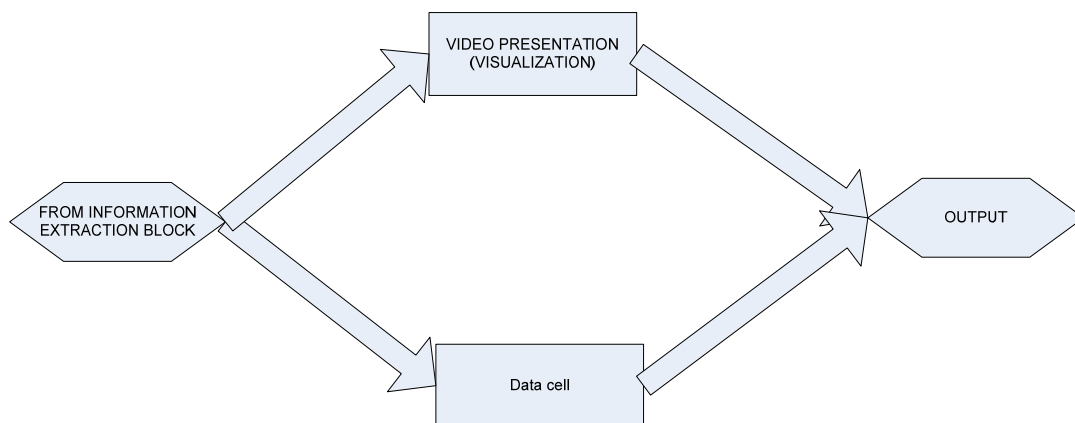 VIDEO PRESENTATION
(VISUALIZATION)
FROM INFORMATION
EXTRACTION BLOCK
OUTPUT
Data cell